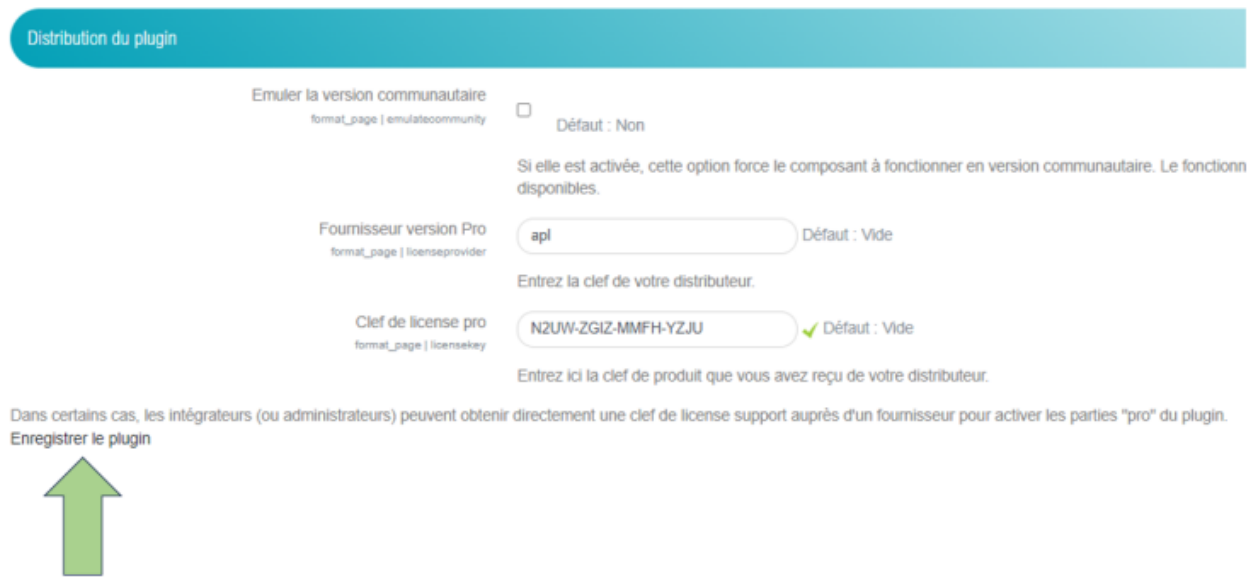 Distribution du plugin
Emuler la version communautaire
format_page | emulatecommunity
Défaut : Non
Si elle est activée, cette option force le composant à fonctionner en version communautaire. Le fonctionn
disponibles.
Fournisseur version Pro
format_page | licenseprovider
apl
Défaut : Vide
Entrez la clef de votre distributeur.
Clef de license pro
format_page | licensekey
N2UW-ZGIZ-MMFH-YZJU
Défaut : Vide
Entrez ici la clef de produit que vous avez reçu de votre distributeur.
Dans certains cas, les intégrateurs (ou administrateurs) peuvent obtenir directement une clef de license support auprès d'un fournisseur pour activer les parties "pro" du plugin.
Enregistrer le plugin